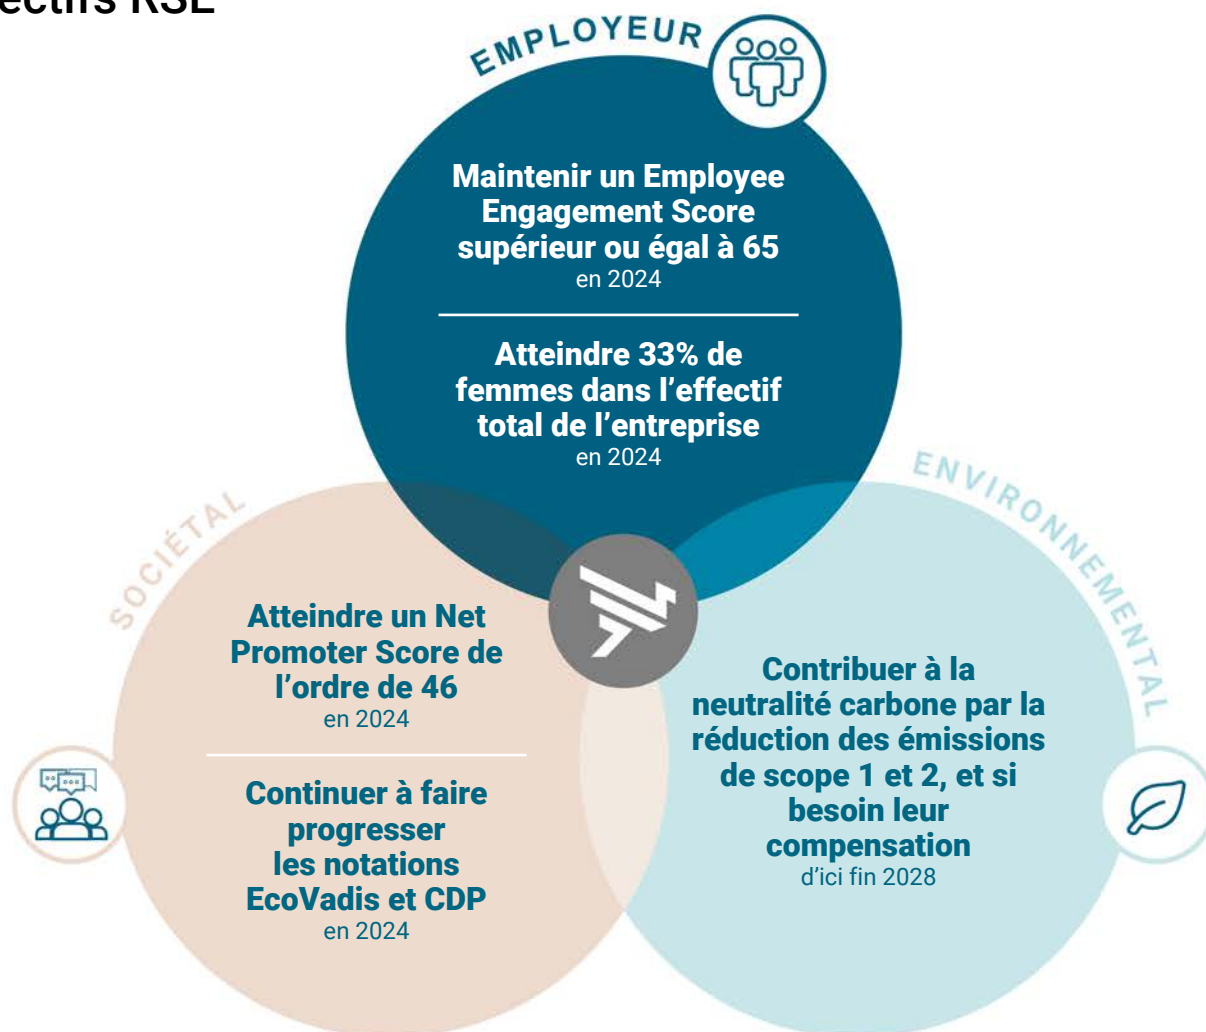 RSE
EMPLOYEUR
Maintenir un Employee
Engagement Score
supérieur ou égal à 65
en 2024
Atteindre 33% de
femmes dans l’effectif
total de l’entreprise
en 2024
SOCIÉTAL
Atteindre un Net
Promoter Score de
l’ordre de 46
en 2024
Continuer à faire
progresser
les notations
EcoVadis et CDP
en 2024
ENVIRONNEMENTAL
Contribuer à la
neutralité carbone par la
réduction des émissions
de scope 1 et 2, et si
besoin leur
compensation
d’ici fin 2028